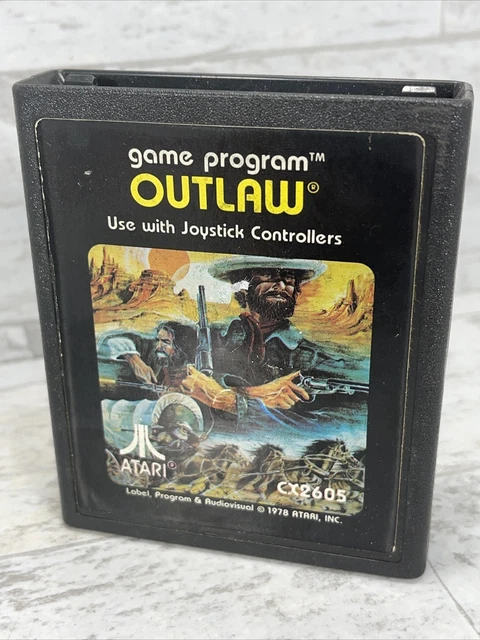 game program™
OUTLAW®
Use with Joystick Controllers
ATARI®
CX2605
Label, Program & Audiovisual © 1978 ATARI, INC.